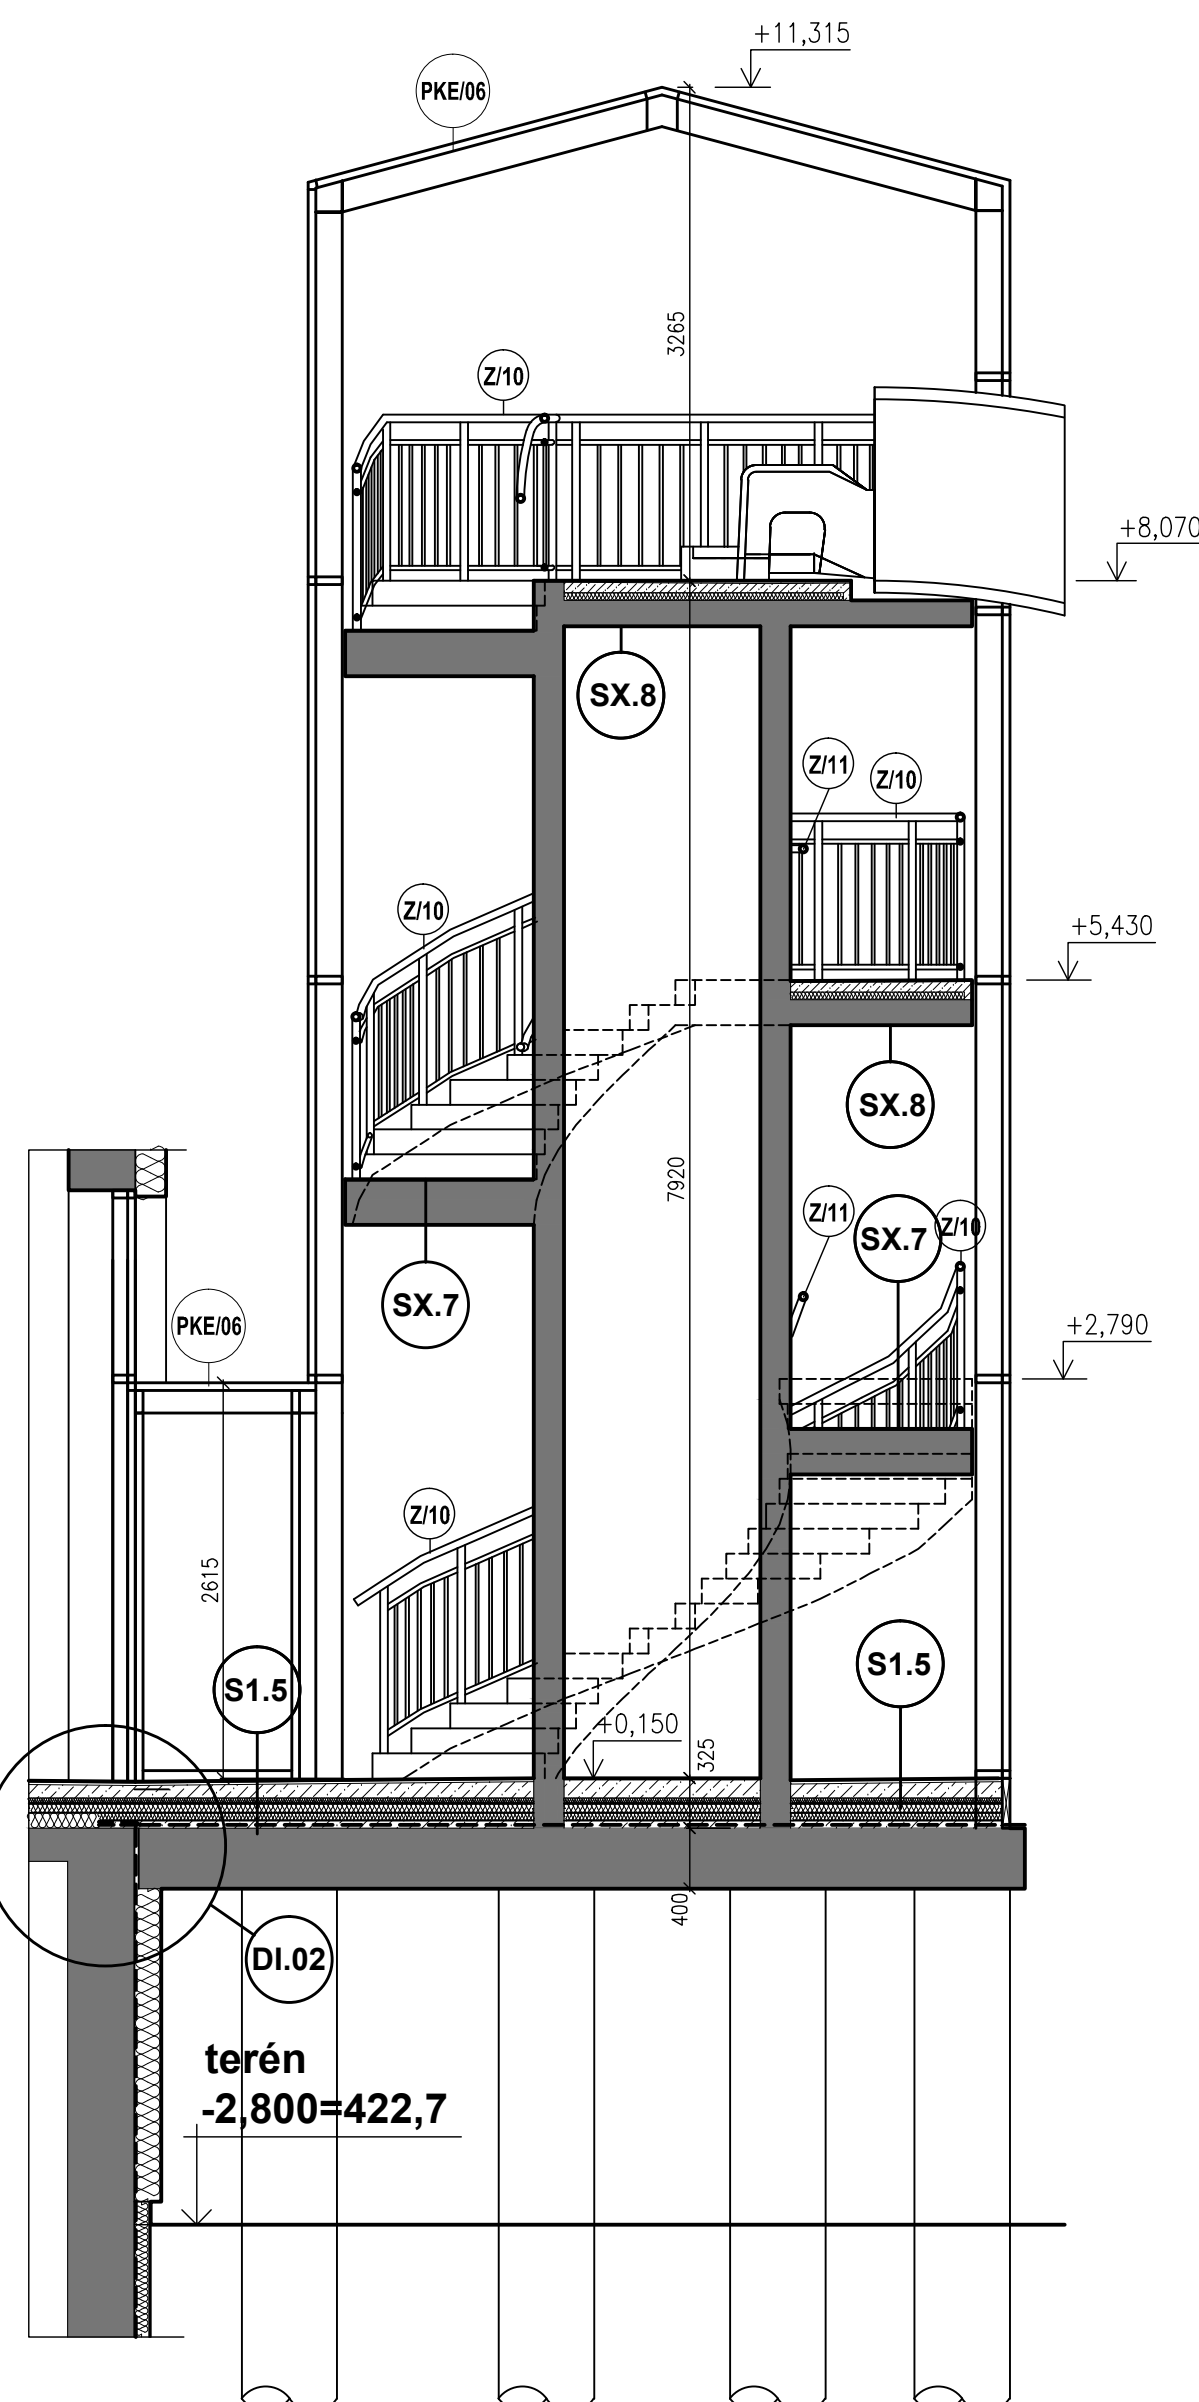 +11,315
PKE/06
3265
Z/10
+8,070
SX.8
Z/11
Z/10
Z/10
+5,430
SX.8
7920
Z/11
SX.7
Z/10
SX.7
PKE/06
+2,790
Z/10
2615
S1.5
S1.5
+0,150
325
400
DI.02
terén
-2,800=422,7